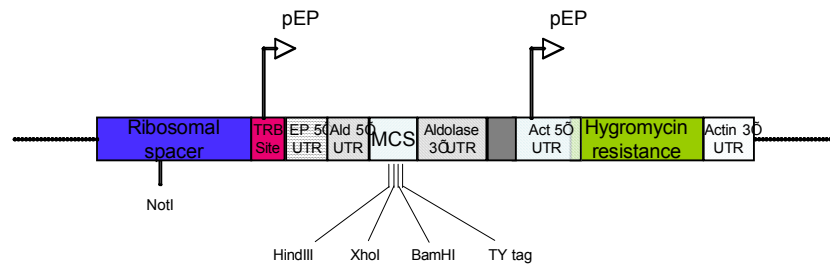 pEP pEP
Ribosomal spacer
TRB Site
EP 5Õ UTR
Ald 5Õ UTR
MCS
Aldolase 3ÕUTR
Act 5Õ UTR
Hygromycin resistance
Actin 3Õ UTR
NotI
HindIII XhoI BamHI TY tag